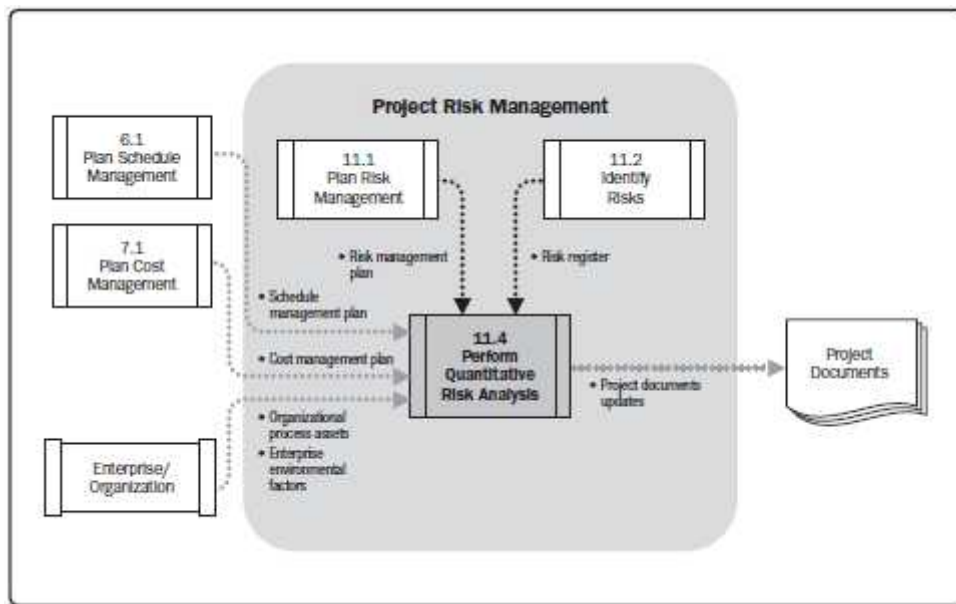 Project Risk Management
6.1
Plan Schedule
Management
11.1
Plan Risk
Management
11.2
Identify
Risks
7.1
Plan Cost
Management
• Risk management
plan
• Risk register
• Schedule
management plan
11.4
Perform
Quantitative
Risk Analysis
Project
Documents
• Cost management plan
• Project documents
updates
• Organizational
process assets
• Enterprise
environmental
factors
Enterprise/
Organization